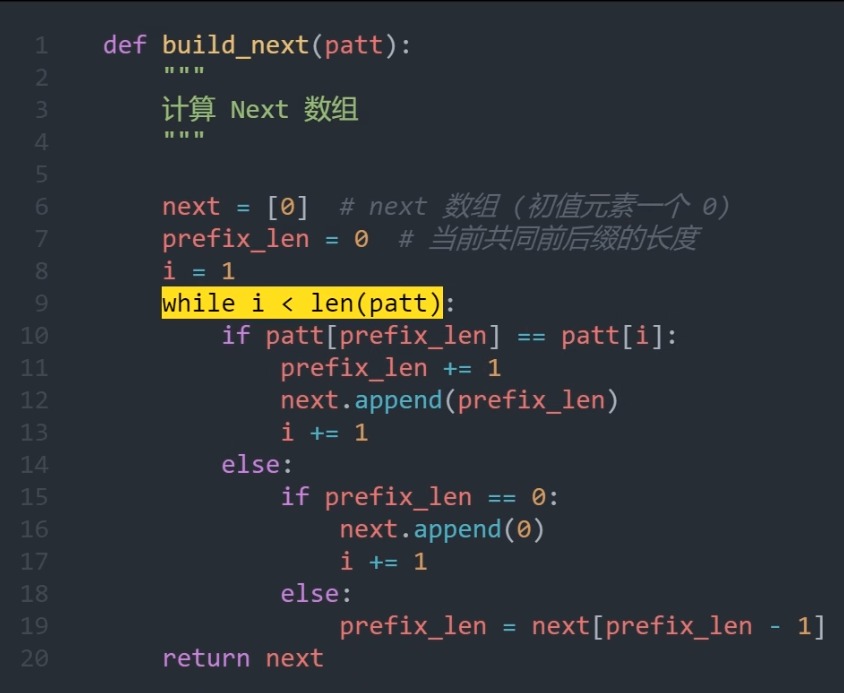 1 def build_next(patt):
2 """
3 计算 Next 数组
4 """
5
6 next = [0] # next 数组 (初值元素一个 0)
7 prefix_len = 0 # 当前共同前后缀的长度
8 i = 1
9 while i < len(patt):
10 if patt[prefix_len] == patt[i]:
11 prefix_len += 1
12 next.append(prefix_len)
13 i += 1
14 else:
15 if prefix_len == 0:
16 next.append(0)
17 i += 1
18 else:
19 prefix_len = next[prefix_len - 1]
20 return next